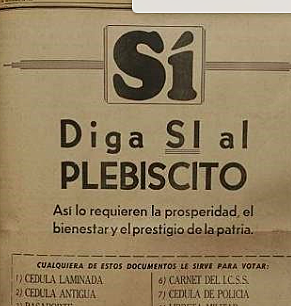 Sí
Diga SI al
PLEBISCITO
Así lo requieren la prosperidad, el
bienestar y el prestigio de la patria.
CUALQUIERA DE ESTOS DOCUMENTOS LE SIRVE PARA VOTAR:
1) CEDULA LAMINADA
2) CEDULA ANTIGUA
6) CARNET DEL I.C.S.S.
7) CEDULA DE POLICIA